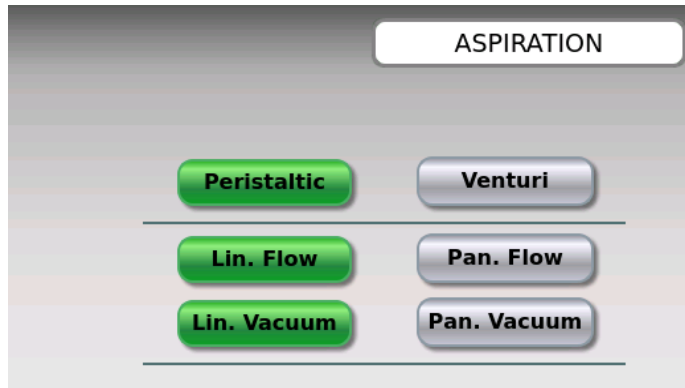 ASPIRATION
Peristaltic Venturi
Lin. Flow Pan. Flow
Lin. Vacuum Pan. Vacuum